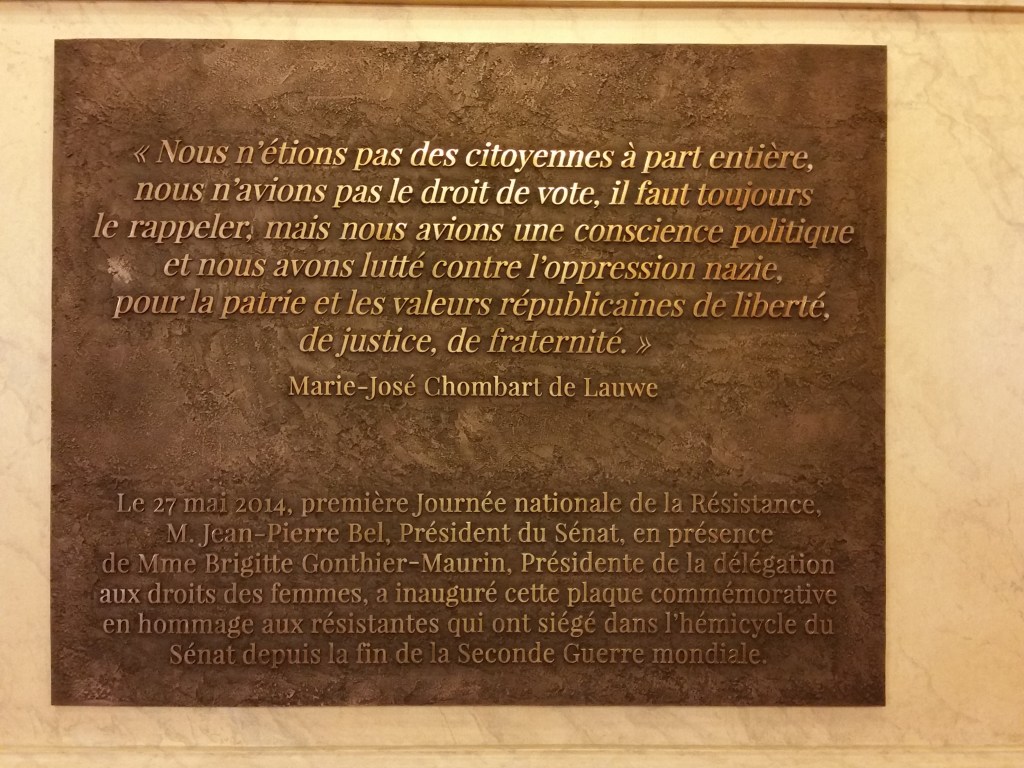 « Nous n'étions pas des citoyennes à part entière,
nous n'avions pas le droit de vote, il faut toujours
le rappeler, mais nous avions une conscience politique
et nous avons lutté contre l'oppression nazie,
pour la patrie et les valeurs républicaines de liberté,
de justice, de fraternité. »
Marie-José Chombart de Lauwe
Le 27 mai 2014, première Journée nationale de la Résistance,
M. Jean-Pierre Bel, Président du Sénat, en présence
de Mme Brigitte Gonthier-Maurin, Présidente de la délégation
aux droits des femmes, a inauguré cette plaque commémorative
en hommage aux résistantes qui ont siégé dans l'hémicycle du
Sénat depuis la fin de la Seconde Guerre mondiale.